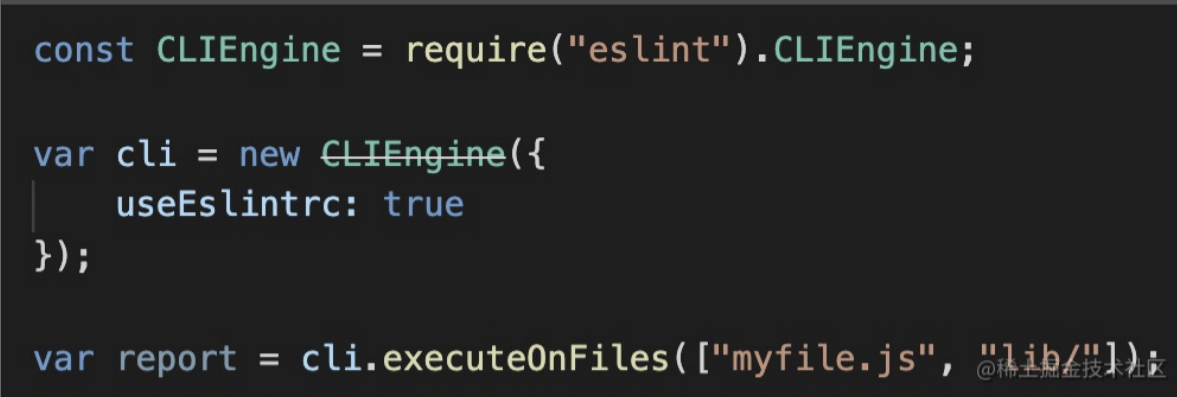 const CLIEngine = require("eslint").CLIEngine;
var cli = new CLIEngine({
    useEslintrc: true
});
var report = cli.executeOnFiles(["myfile.js", "lib/"]);
@稀土掘金技术社区